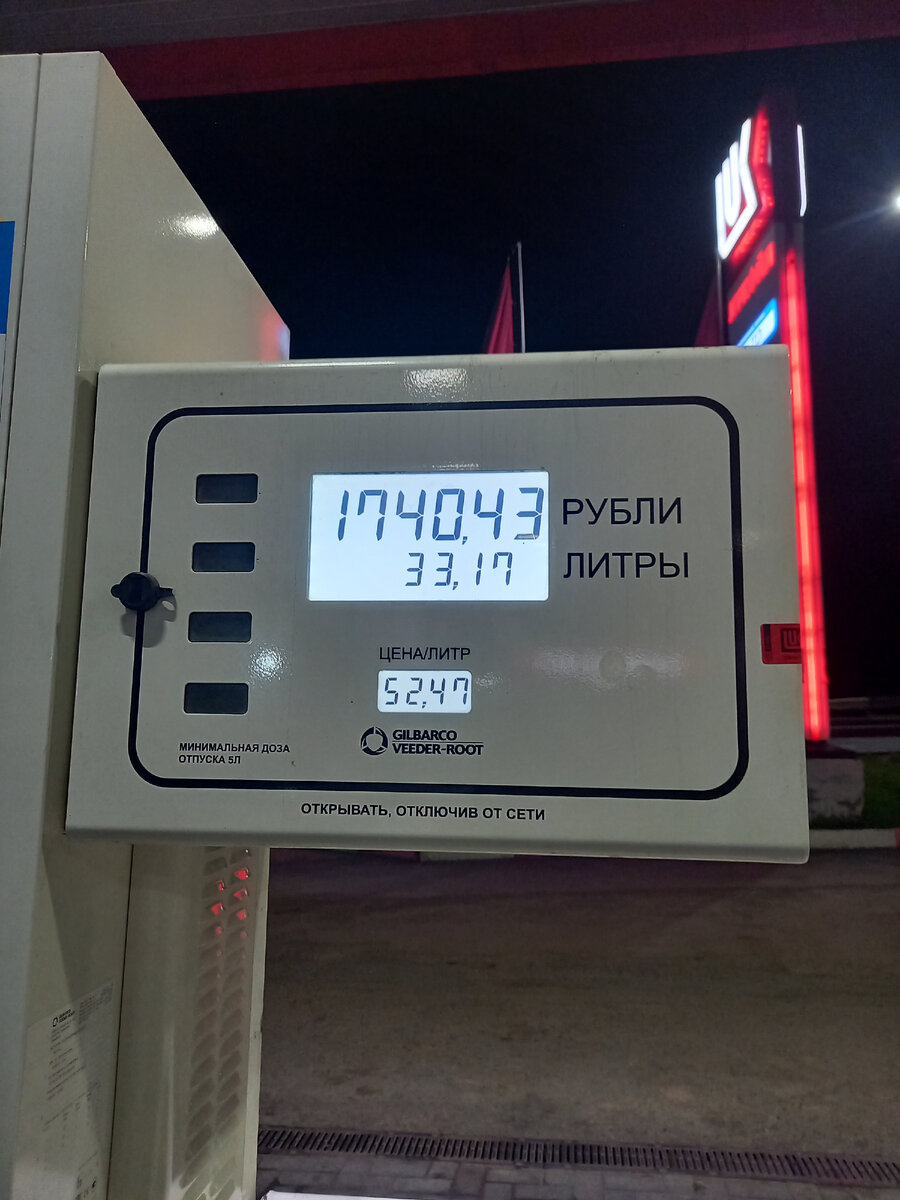 LUK
1740,43 РУБЛИ
33,17 ЛИТРЫ
ЦЕНА/ЛИТР
52,47
GILBARCO
VEEDER-ROOT
МИНИМАЛЬНАЯ ДОЗА
ОТПУСКА 5Л
ОТКРЫВАТЬ, ОТКЛЮЧИВ ОТ СЕТИ